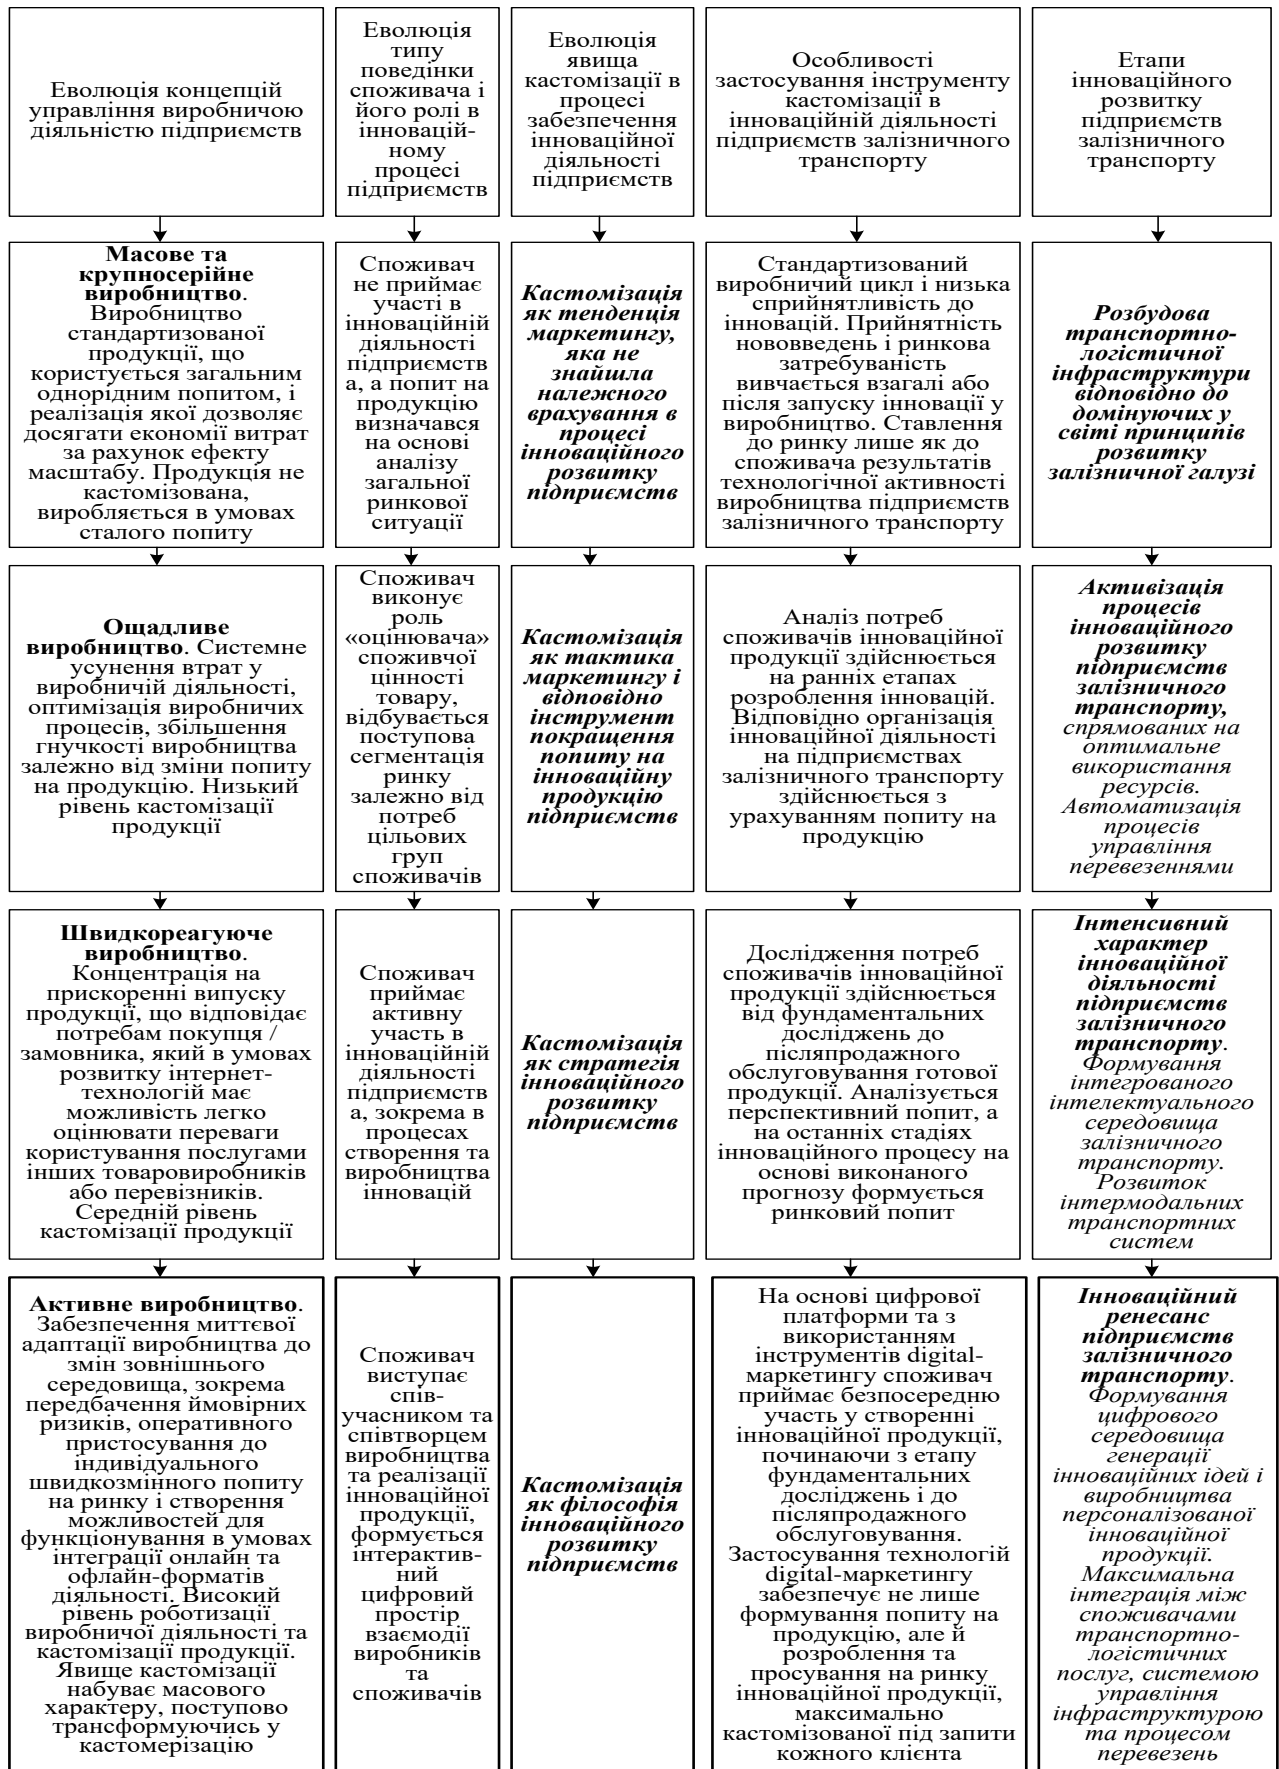 Еволюція концепцій
управління виробничою
діяльністю підприємств
Еволюція
типу
поведінки
споживача і
його ролі в
інновацій-
ному
процесі
підприємств
Еволюція
явища
кастомізації в
процесі
забезпечення
інноваційної
діяльності
підприємств
Особливості
застосування інструменту
кастомізації в
інноваційній діяльності
підприємств залізничного
транспорту
Етапи
інноваційного
розвитку
підприємств
залізничного
транспорту
Масове та
крупносерійне
виробництво.
Виробництво
стандартизованої
продукції, що
користується загальним
однорідним попитом, і
реалізація якої дозволяє
досягати економії витрат
за рахунок ефекту
масштабу. Продукція не
кастомізована,
виробляється в умовах
сталого попиту
Споживач
не приймає
участі в
інноваційній
діяльності
підприємств
а, а попит на
продукцію
визначався
на основі
аналізу
загальної
ринкової
ситуації
Кастомізація
як тенденція
маркетингу,
яка не
знайшла
належного
врахування в
процесі
інноваційного
розвитку
підприємств
Стандартизований
виробничий цикл і низька
сприйнятливість до
інновацій. Прийнятність
нововведень і ринкова
затребуваність
вивчається взагалі або
після запуску інновації у
виробництво. Ставлення
до ринку лише як до
споживача результатів
технологічної активності
виробництва підприємств
залізничного транспорту
Розбудова
транспортно-
логістичної
інфраструктури
відповідно до
домінуючих у
світі принципів
розвитку
залізничної галузі
Ощадливе
виробництво. Системне
усунення втрат у
виробничій діяльності,
оптимізація виробничих
процесів, збільшення
гнучкості виробництва
залежно від зміни попиту
на продукцію. Низький
рівень кастомізації
продукції
Споживач
виконує
роль
«оцінювача»
споживчої
цінності
товару,
відбувається
поступова
сегментація
ринку
залежно від
потреб
цільових
груп
споживачів
Кастомізація
як тактика
маркетингу і
відповідно
інструмент
покращення
попиту на
інноваційну
продукцію
підприємств
Аналіз потреб
споживачів інноваційної
продукції здійснюється
на ранніх етапах
розроблення інновацій.
Відповідно організація
інноваційної діяльності
на підприємствах
залізничного транспорту
здійснюється з
урахуванням попиту на
продукцію
Активізація
процесів
інноваційного
розвитку
підприємств
залізничного
транспорту,
спрямованих на
оптимальне
використання
ресурсів.
Автоматизація
процесів
управління
перевезеннями
Швидкореагуюче
виробництво.
Концентрація на
прискоренні випуску
продукції, що відповідає
потребам покупця /
замовника, який в умовах
розвитку інтернет-
технологій має
можливість легко
оцінювати переваги
користування послугами
інших товаровиробників
або перевізників.
Середній рівень
кастомізації продукції
Споживач
приймає
активну
участь в
інноваційній
діяльності
підприємств
а, зокрема в
процесах
створення та
виробництва
інновацій
Кастомізація
як стратегія
інноваційного
розвитку
підприємств
Дослідження потреб
споживачів інноваційної
продукції здійснюється
від фундаментальних
досліджень до
післяпродажного
обслуговування готової
продукції. Аналізується
перспективний попит, а
на останніх стадіях
інноваційного процесу на
основі виконаного
прогнозу формується
ринковий попит
Інтенсивний
характер
інноваційної
діяльності
підприємств
залізничного
транспорту.
Формування
інтегрованого
інтелектуального
середовища
залізничного
транспорту.
Розвиток
інтермодальних
транспортних
систем
Активне виробництво.
Забезпечення миттєвої
адаптації виробництва до
змін зовнішнього
середовища, зокрема
передбачення ймовірних
ризиків, оперативного
пристосування до
індивідуального
швидкозмінного попиту
на ринку і створення
можливостей для
функціонування в умовах
інтеграції онлайн та
офлайн-форматів
діяльності. Високий
рівень роботизації
виробничої діяльності та
кастомізації продукції.
Явище кастомізації
набуває масового
характеру, поступово
трансформуючись у
кастомерізацію
Споживач
виступає
спів-
учасником та
співтворцем
виробництва
та реалізації
інноваційної
продукції,
формується
інтерактив-
ний
цифровий
простір
взаємодії
виробників
та
споживачів
Кастомізація
як філософія
інноваційного
розвитку
підприємств
На основі цифрової
платформи та з
використанням
інструментів digital-
маркетингу споживач
приймає безпосередню
участь у створенні
інноваційної продукції,
починаючи з етапу
фундаментальних
досліджень і до
післяпродажного
обслуговування.
Застосування технологій
digital-маркетингу
забезпечує не лише
формування попиту на
продукцію, але й
розроблення та
просування на ринку
інноваційної продукції,
максимально
кастомізованої під запити
кожного клієнта
Інноваційний
ренесанс
підприємств
залізничного
транспорту.
Формування
цифрового
середовища
генерації
інноваційних ідей і
виробництва
персоналізованої
інноваційної
продукції.
Максимальна
інтеграція між
споживачами
транспортно-
логістичних
послуг, системою
управління
інфраструктурою
та процесом
перевезень